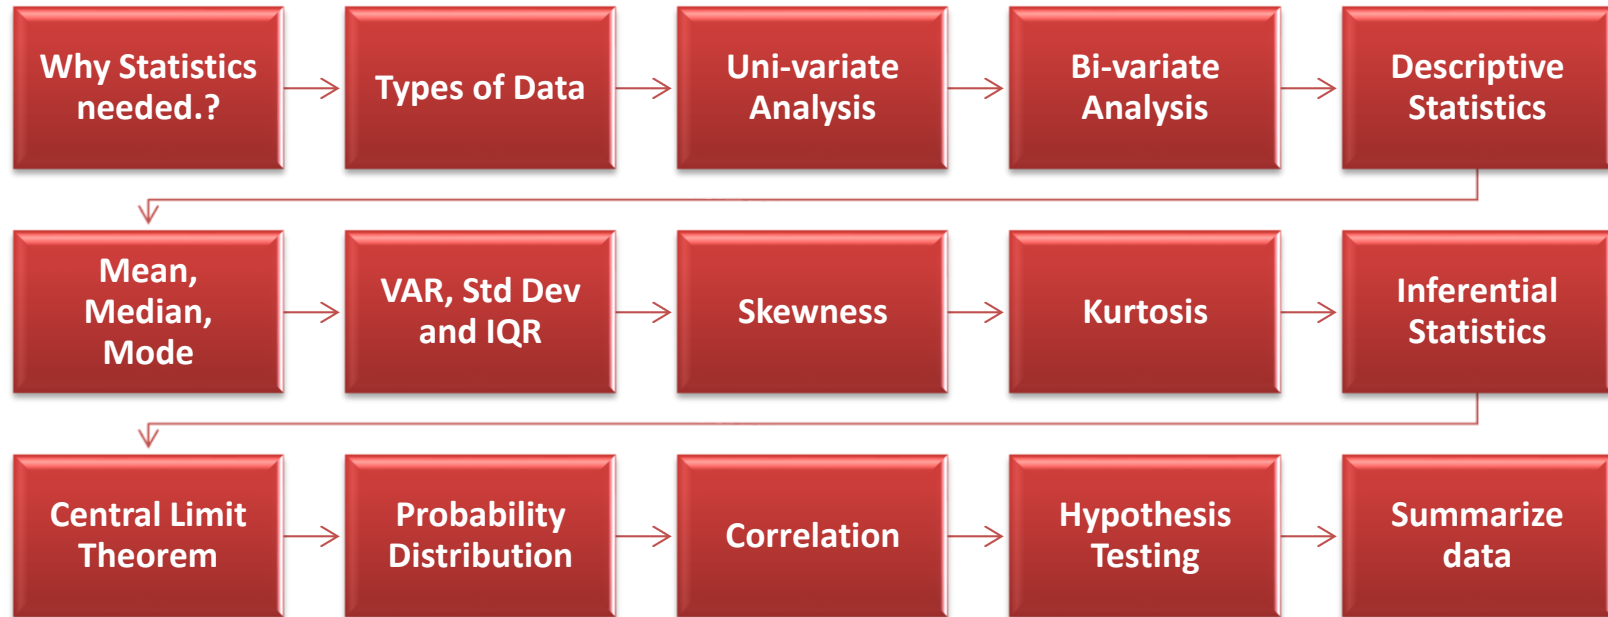 Why Statistics
needed.?
Types of Data
Uni-variate
Analysis
Bi-variate
Analysis
Descriptive
Statistics
Mean,
Median,
Mode
VAR, Std Dev
and IQR
Skewness
Kurtosis
Inferential
Statistics
Central Limit
Theorem
Probability
Distribution
Correlation
Hypothesis
Testing
Summarize
data